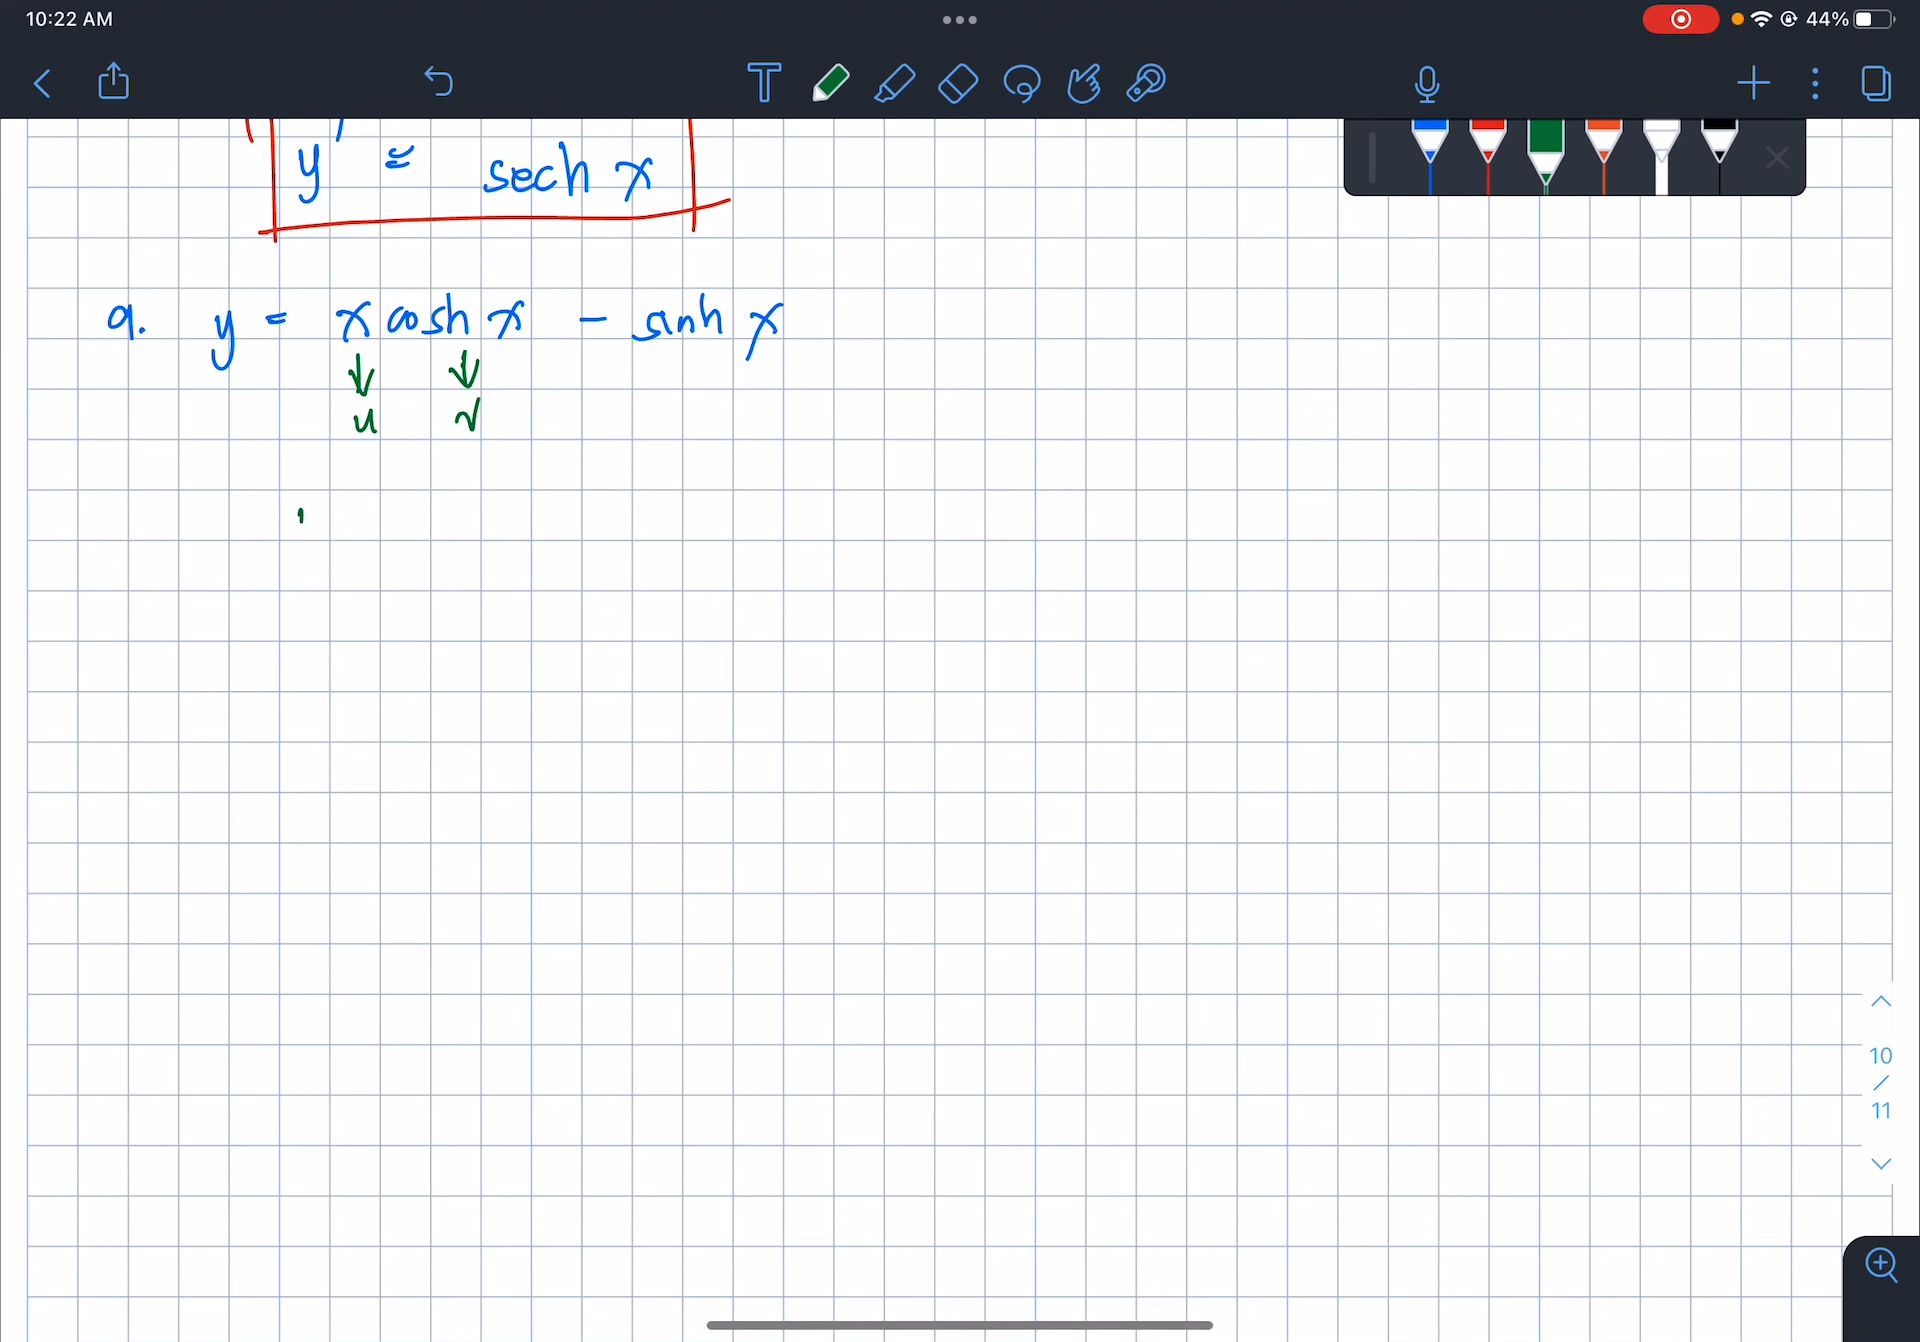 10:22 AM
44%
y' = sech x
9. y = x cosh x - sinh x
↓ ↓
u v
10
/
11